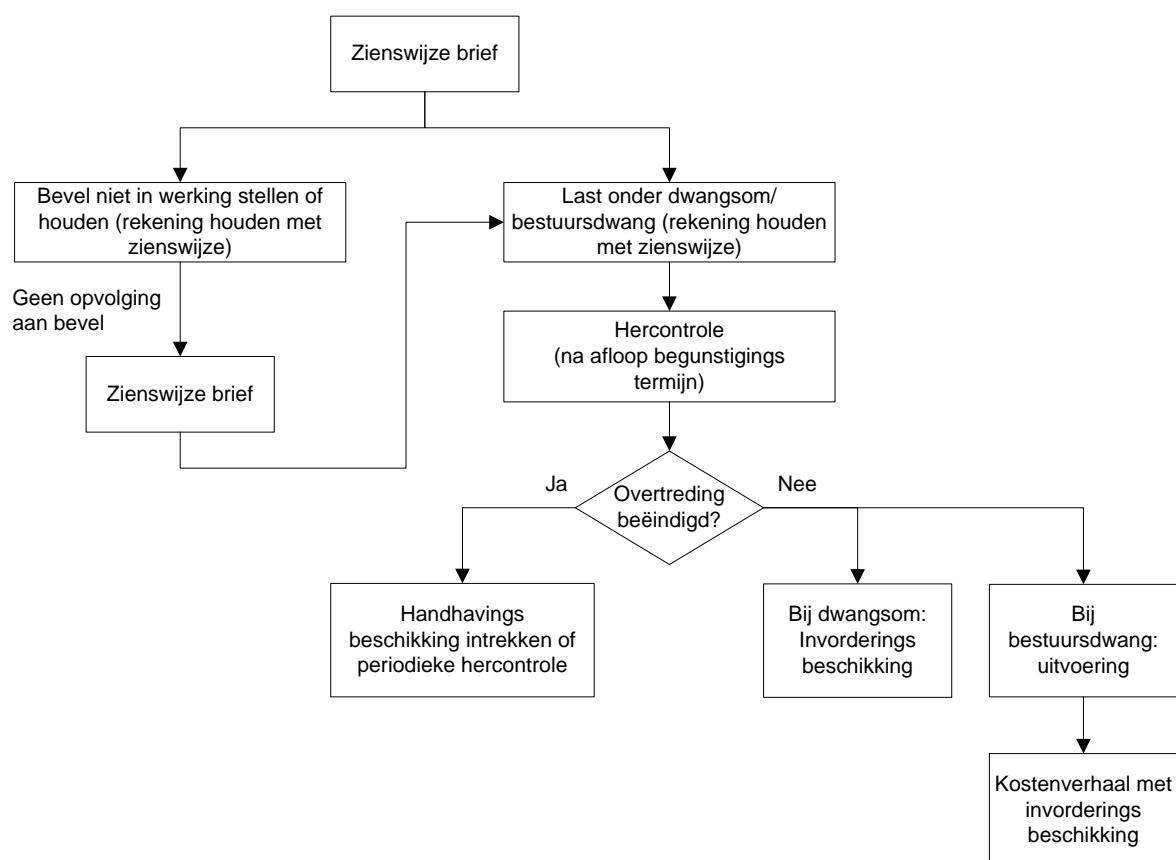 Zienswijze brief
Bevel niet in werking stellen of
houden (rekening houden met
zienswijze)
Last onder dwangsom/
bestuursdwang (rekening houden
met zienswijze)
Geen opvolging
aan bevel
Zienswijze brief
Hercontrole
(na afloop begunstigings
termijn)
Ja
Overtreding
beëindigd?
Nee
Handhavings
beschikking intrekken of
periodieke hercontrole
Bij dwangsom:
Invorderings
beschikking
Bij
bestuursdwang:
uitvoering
Kostenverhaal met
invorderings
beschikking